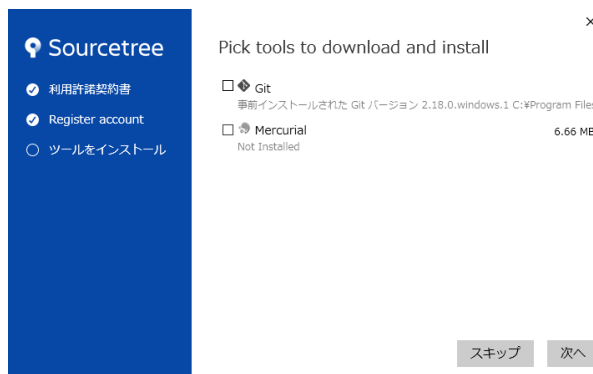 Sourcetree
利用許諾契約書
Register account
ツールをインストール
Pick tools to download and install
Git
事前インストールされた Git バージョン 2.18.0.windows.1 C:¥Program Files
Mercurial
6.66 MB
Not Installed
スキップ
次へ